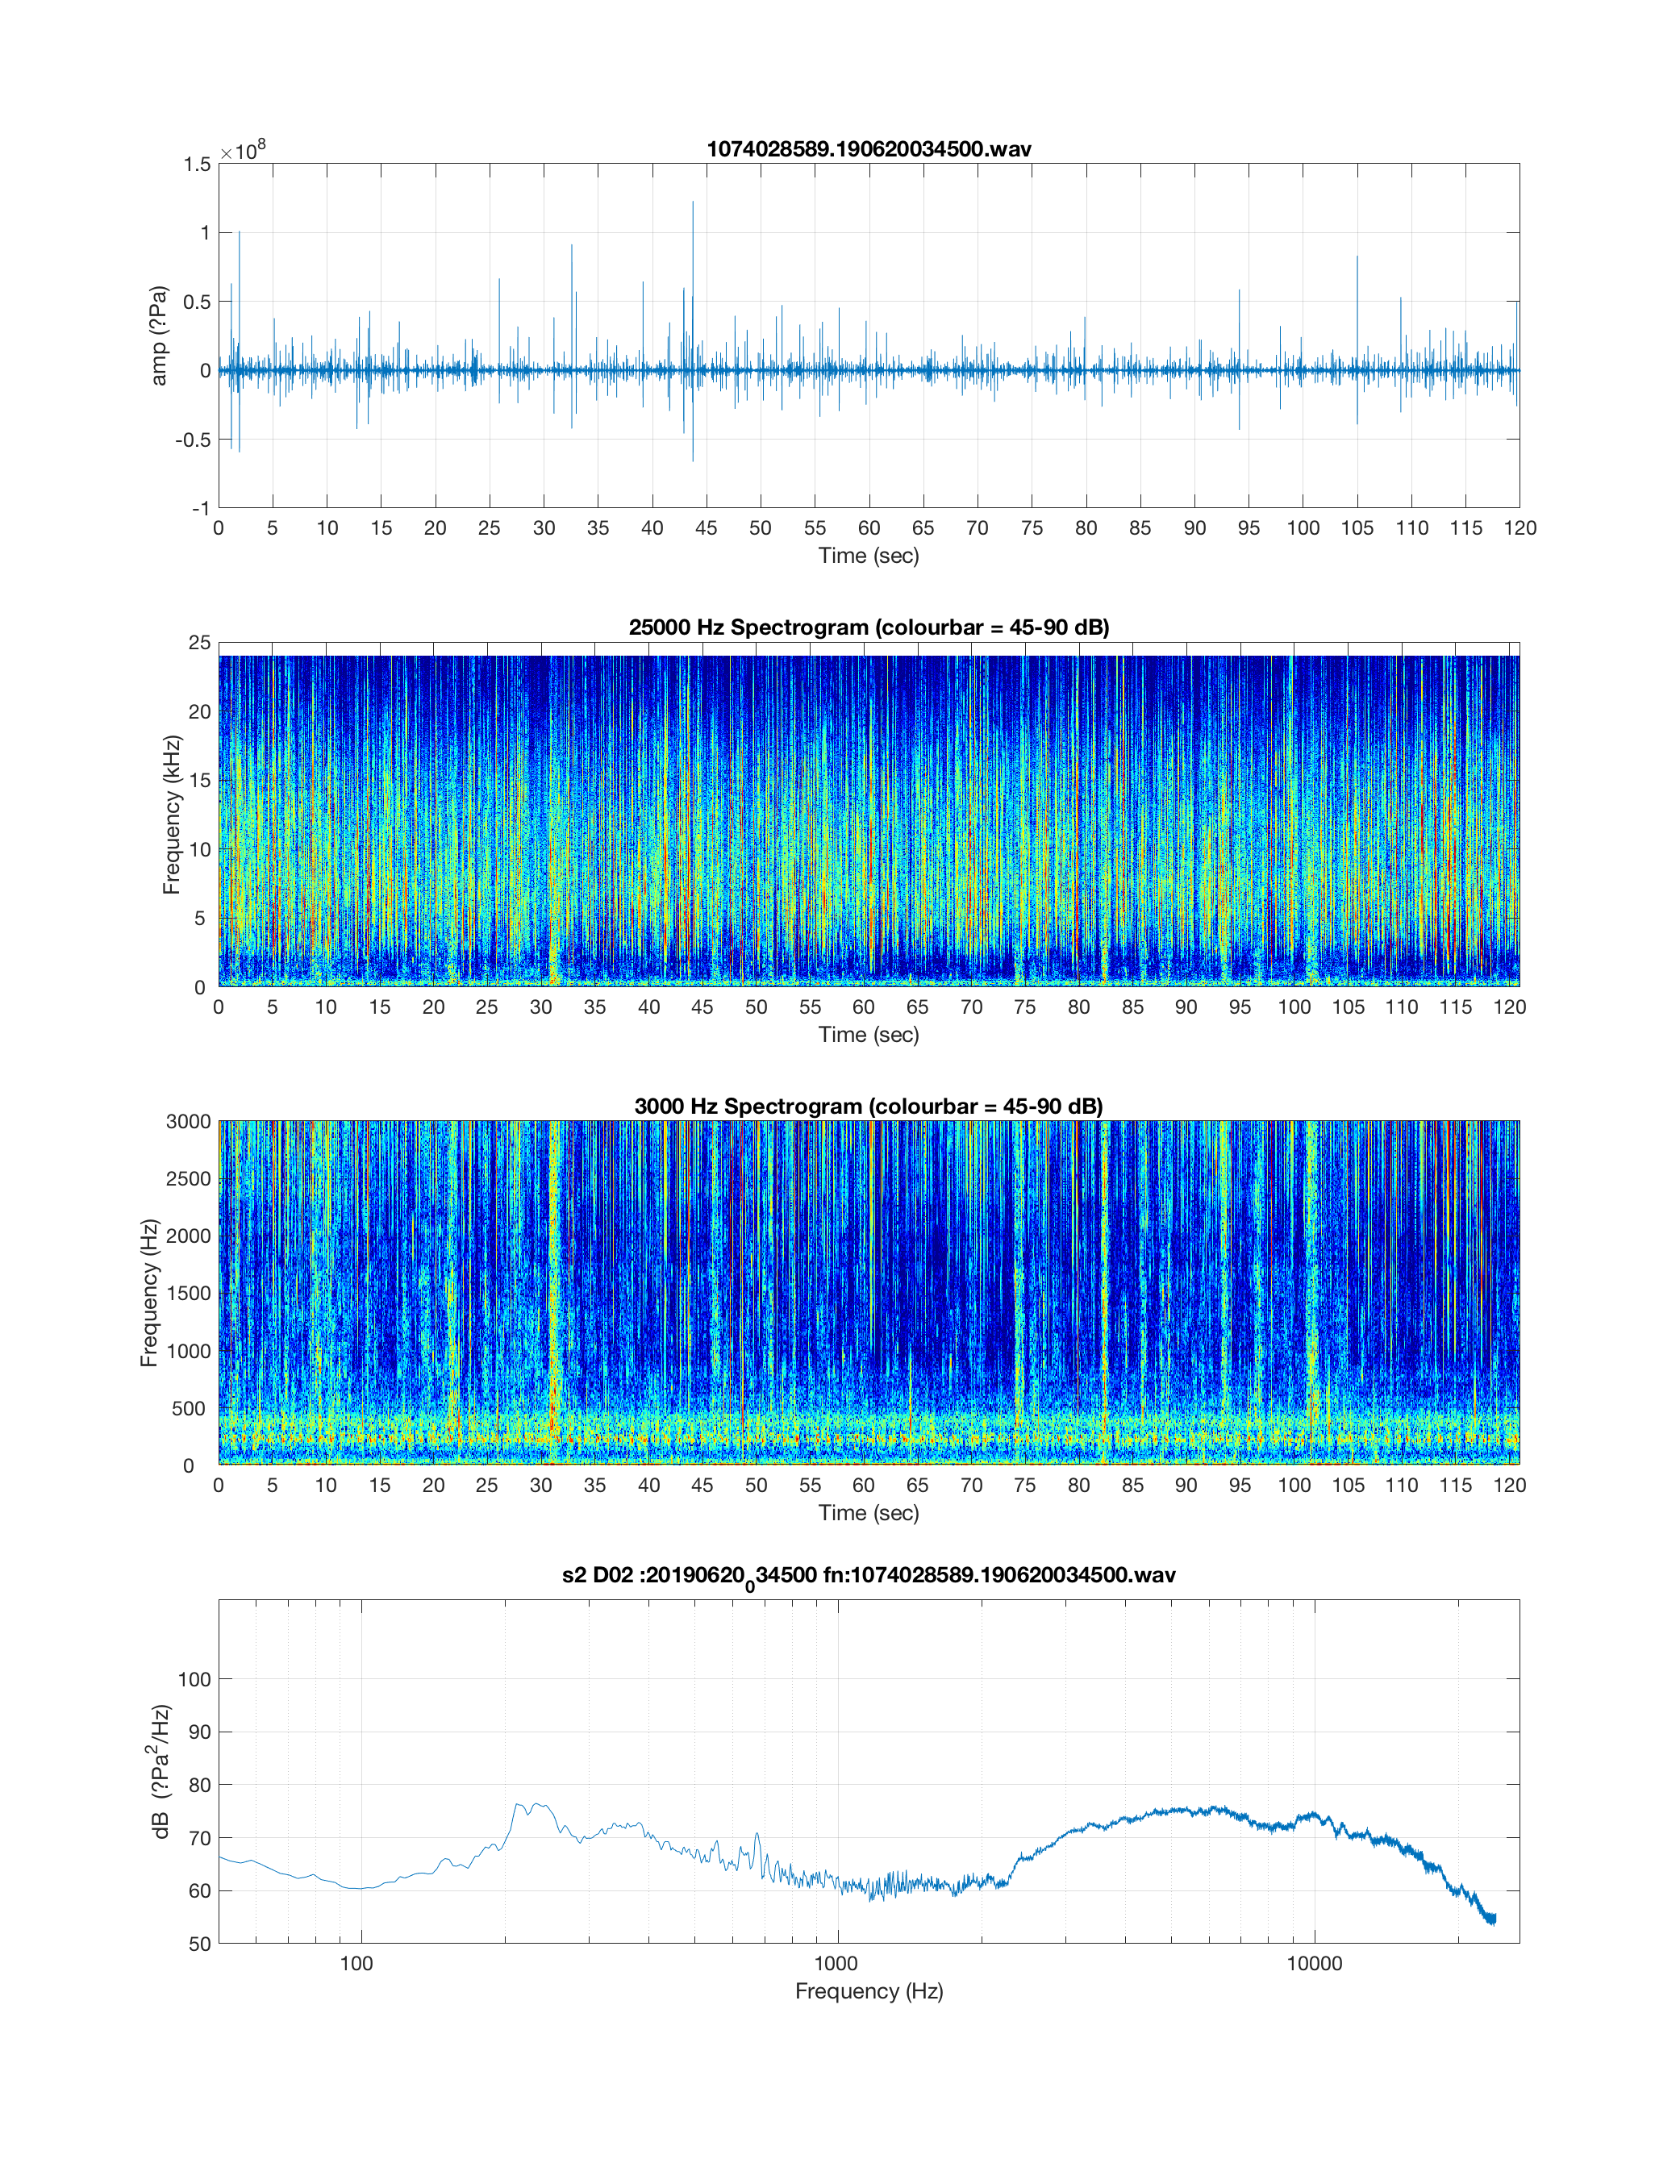 1074028589.190620034500.wav
×10^8
1.5
1
0.5
0
-0.5
-1
amp (?Pa)
0 5 10 15 20 25 30 35 40 45 50 55 60 65 70 75 80 85 90 95 100 105 110 115 120
Time (sec)
25000 Hz Spectrogram (colourbar = 45-90 dB)
25
20
15
10
5
0
Frequency (kHz)
0 5 10 15 20 25 30 35 40 45 50 55 60 65 70 75 80 85 90 95 100 105 110 115 120
Time (sec)
3000 Hz Spectrogram (colourbar = 45-90 dB)
3000
2500
2000
1500
1000
500
0
Frequency (Hz)
0 5 10 15 20 25 30 35 40 45 50 55 60 65 70 75 80 85 90 95 100 105 110 115 120
Time (sec)
s2 D02 :20190620_034500 fn:1074028589.190620034500.wav
100
90
80
70
60
50
dB (?Pa^2/Hz)
100 1000 10000
Frequency (Hz)